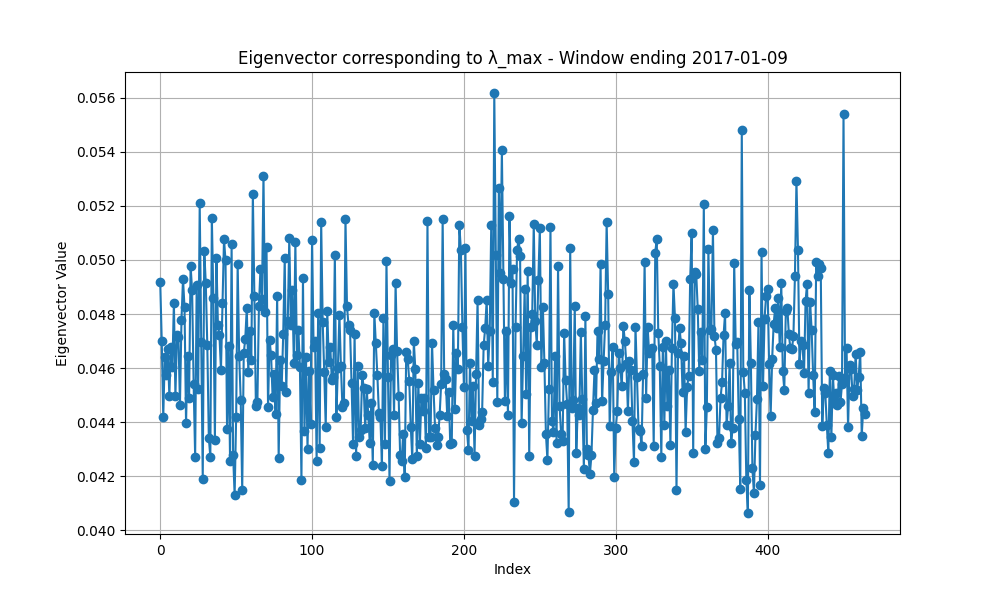 Eigenvector corresponding to λ_max - Window ending 2017-01-09
0.056
0.054
0.052
0.050
0.048
0.046
0.044
0.042
0.040
Eigenvector Value
0 100 200 300 400
Index